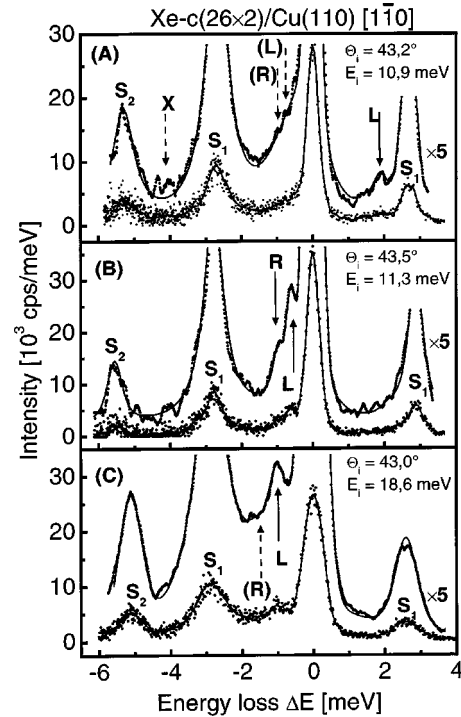 Xe-c(26×2)/Cu(110) [11̄0]
(A)
(L)
(R)
Θi = 43,2°
Ei = 10,9 meV
S2
X
S1
L
S1
×5
30
20
10
0
(B)
R
Θi = 43,5°
Ei = 11,3 meV
S2
S1
L
S1
×5
30
20
10
0
(C)
Θi = 43,0°
Ei = 18,6 meV
L
(R)
S2
S1
S1
×5
30
20
10
0
Intensity [10³ cps/meV]
-6 -4 -2 0 2 4
Energy loss ΔE [meV]